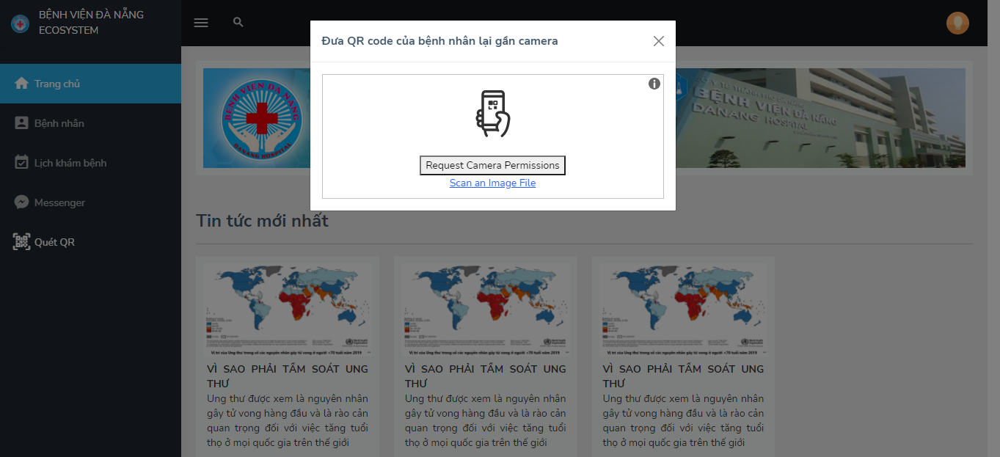 BỆNH VIỆN ĐÀ NẴNG
ECOSYSTEM
Trang chủ
Bệnh nhân
Lịch khám bệnh
Messenger
Quét QR
Đưa QR code của bệnh nhân lại gần camera
Request Camera Permissions
Scan an Image File
BỆNH VIỆN ĐÀ NẴNG
DANANG HOSPITAL
SỞ Y TẾ THÀNH PHỐ ĐÀ NẴNG
BỆNH VIỆN ĐÀ NẴNG
DANANG HOSPITAL
Tin tức mới nhất
Vị trí của Ung thư trong số các nguyên nhân gây tử vong ở người <70 tuổi năm 2019
VÌ SAO PHẢI TẦM SOÁT UNG
THƯ
Ung thư được xem là nguyên nhân
gây tử vong hàng đầu và là rào cản
quan trọng đối với việc tăng tuổi
thọ ở mọi quốc gia trên thế giới
Vị trí của Ung thư trong số các nguyên nhân gây tử vong ở người <70 tuổi năm 2019
VÌ SAO PHẢI TẦM SOÁT UNG
THƯ
Ung thư được xem là nguyên nhân
gây tử vong hàng đầu và là rào cản
quan trọng đối với việc tăng tuổi
thọ ở mọi quốc gia trên thế giới
Vị trí của Ung thư trong số các nguyên nhân gây tử vong ở người <70 tuổi năm 2019
VÌ SAO PHẢI TẦM SOÁT UNG
THƯ
Ung thư được xem là nguyên nhân
gây tử vong hàng đầu và là rào cản
quan trọng đối với việc tăng tuổi
thọ ở mọi quốc gia trên thế giới